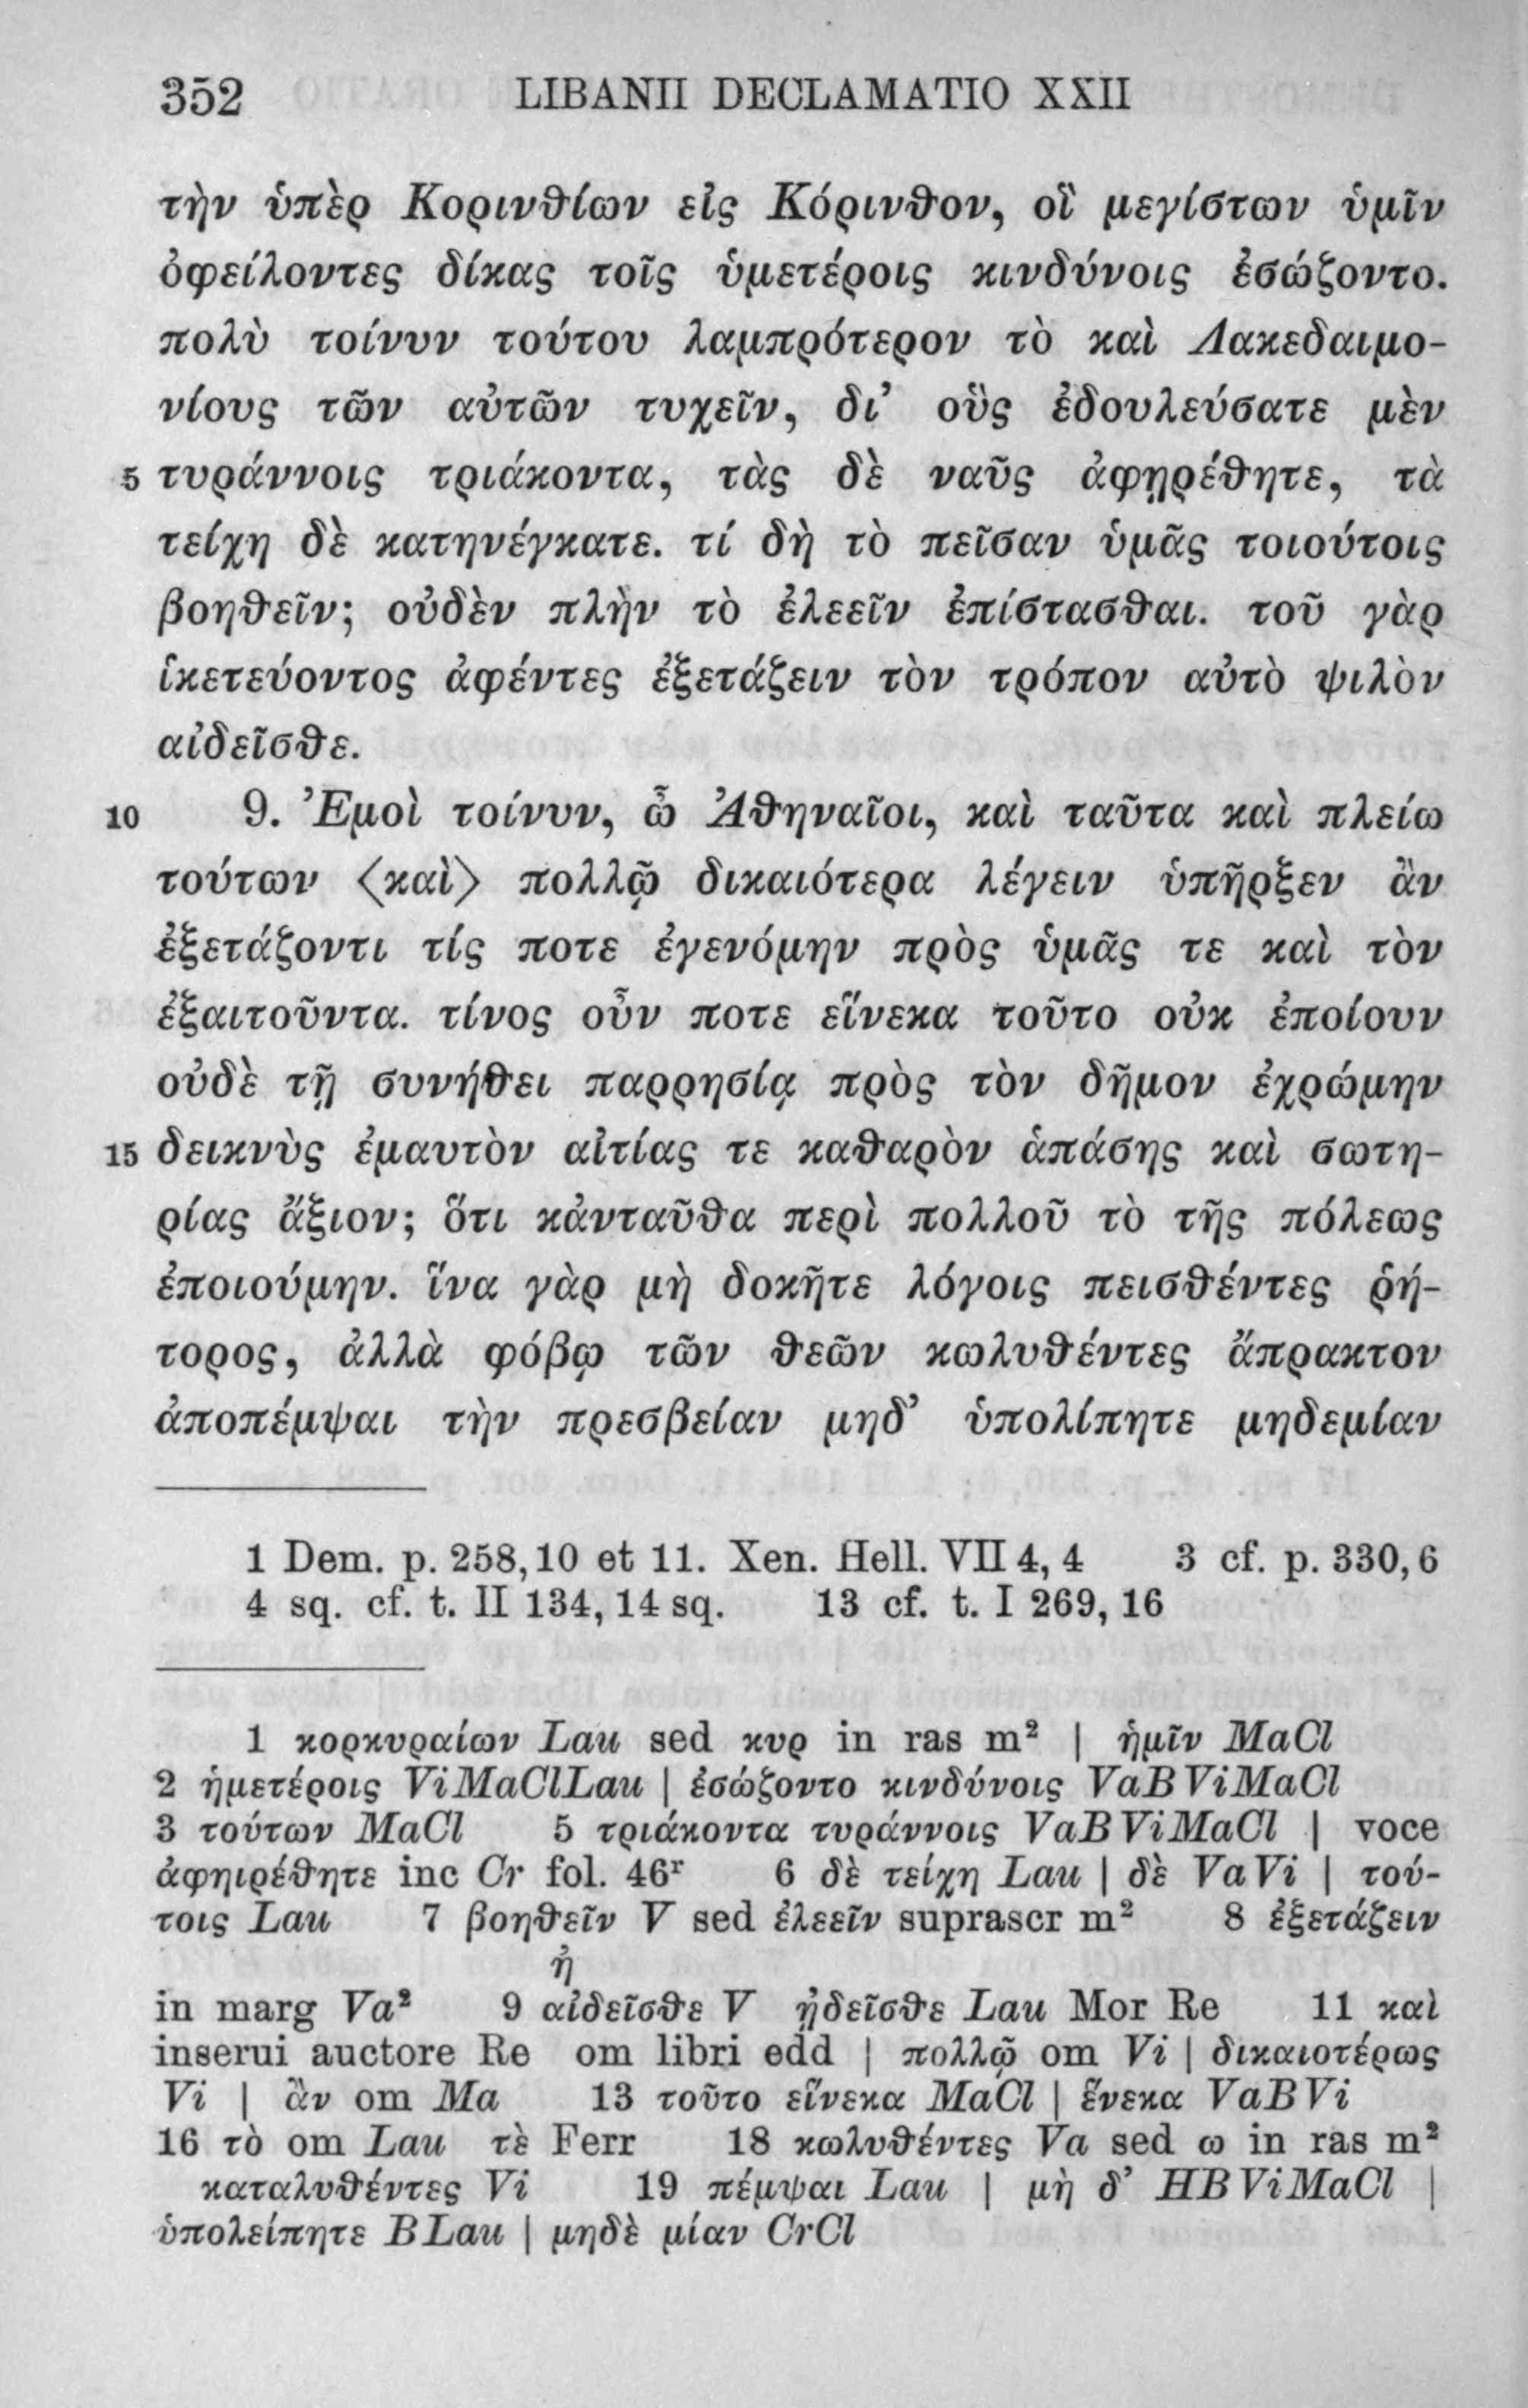 352 LIBANII DECLAMATIO XXII
τὴν ὑπὲρ Κορινθίων εἰς Κόρινθον, οἳ μεγίστων ὑμῖν
ὀφείλοντες δίκας τοῖς ὑμετέροις κινδύνοις ἐσώζοντο.
πολὺ τοίνυν τούτου λαμπρότερον τὸ καὶ Λακεδαιμο-
νίους τῶν αὐτῶν τυχεῖν, δι’ οὓς ἐδουλεύσατε μὲν
5 τυράννοις τριάκοντα, τὰς δὲ ναῦς ἀφῃρέθητε, τὰ
τείχη δὲ κατηνέγκατε. τί δὴ τὸ πεῖσαν ὑμᾶς τοιούτοις
βοηθεῖν; οὐδὲν πλὴν τὸ ἐλεεῖν ἐπίστασθαι. τοῦ γὰρ
ἱκετεύοντος ἀφέντες ἐξετάζειν τὸν τρόπον αὐτὸ ψιλὸν
αἰδεῖσθε.
10 9. Ἐμοὶ τοίνυν, ὦ Ἀθηναῖοι, καὶ ταῦτα καὶ πλείω
τούτων 〈καὶ〉 πολλῷ δικαιότερα λέγειν ὑπῆρξεν ἂν
ἐξετάζοντι τίς ποτε ἐγενόμην πρὸς ὑμᾶς τε καὶ τὸν
ἐξαιτοῦντα. τίνος οὖν ποτε εἵνεκα τοῦτο οὐκ ἐποίουν
οὐδὲ τῇ συνήθει παρρησίᾳ πρὸς τὸν δῆμον ἐχρώμην
15 δεικνὺς ἐμαυτὸν αἰτίας τε καθαρὸν ἁπάσης καὶ σωτη-
ρίας ἄξιον; ὅτι κἀνταῦθα περὶ πολλοῦ τὸ τῆς πόλεως
ἐποιούμην. ἵνα γὰρ μὴ δοκῆτε λόγοις πεισθέντες ῥή-
τορος, ἀλλὰ φόβῳ τῶν θεῶν κωλυθέντες ἄπρακτον
ἀποπέμψαι τὴν πρεσβείαν μηδ’ ὑπολίπητε μηδεμίαν
1 Dem. p. 258,10 et 11. Xen. Hell. VII 4, 4 3 cf. p. 330, 6
4 sq. cf. t. II 134, 14 sq. 13 cf. t. I 269, 16
1 κορκυραίων Lau sed κυρ in ras m² | ἡμῖν MaCl
2 ἡμετέροις ViMaClLau | ἐσώζοντο κινδύνοις VaBViMaCl
3 τούτων MaCl 5 τριάκοντα τυράννοις VaBViMaCl | voce
ἀφηιρέθητε inc Cr fol. 46ʳ 6 δὲ τείχη Lau | δὲ VaVi | τού-
τοις Lau 7 βοηθεῖν V sed ἐλεεῖν suprascr m² 8 ἐξετάζειν
ἠ
in marg Va² 9 αἰδεῖσθε V ᾐδεῖσθε Lau Mor Re 11 καὶ
inserui auctore Re om libri edd | πολλῷ om Vi | δικαιοτέρως
Vi | ἂν om Ma 13 τοῦτο εἵνεκα MaCl | ἕνεκα VaBVi
16 τὸ om Lau τὲ Ferr 18 κωλυθέντες Va sed ω in ras m²
καταλυθέντες Vi 19 πέμψαι Lau | μὴ δ’ HBViMaCl |
ὑπολείπητε BLau | μηδὲ μίαν CrCl